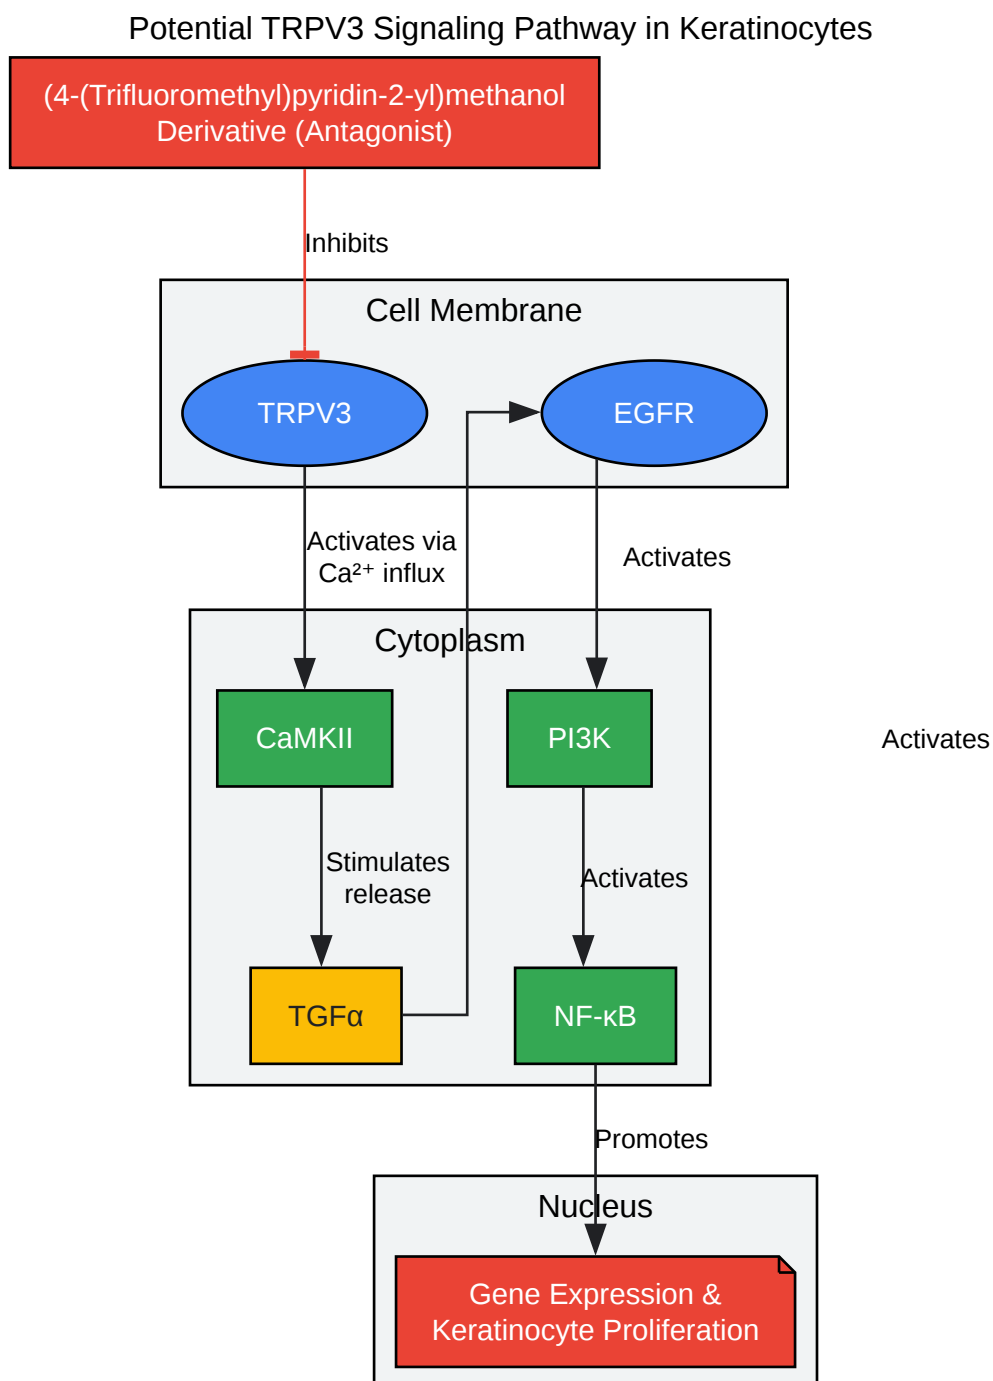 Potential TRPV3 Signaling Pathway in Keratinocytes
(4-(Trifluoromethyl)pyridin-2-yl)methanol
Derivative (Antagonist)
Inhibits
Cell Membrane
TRPV3
EGFR
Activates via
Ca²⁺ influx
Activates
Cytoplasm
CaMKII
PI3K
Activates
Stimulates
release
Activates
TGFα
NF-κB
Promotes
Nucleus
Gene Expression &
Keratinocyte Proliferation